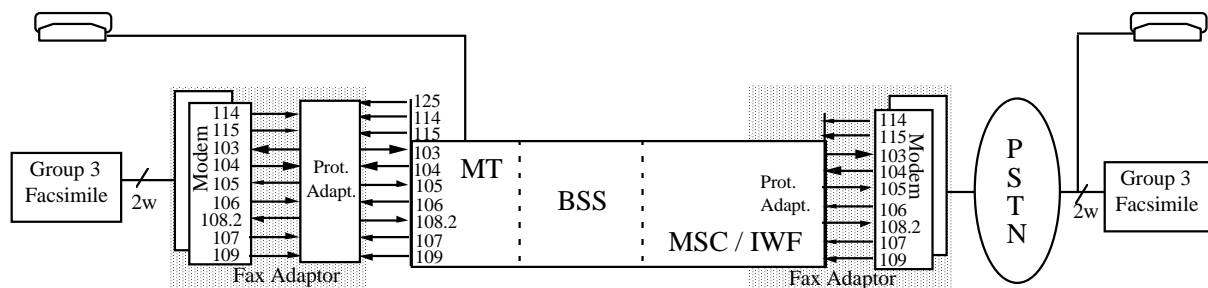 Group 3
Facsimile
2w
Modem
114
115
103
104
105
106
108.2
107
109
Prot.
Adapt.
Fax Adaptor
125
114
115
103
104
105
106
108.2
107
109
MT
BSS
MSC / IWF
Prot.
Adapt.
Fax Adaptor
114
115
103
104
105
106
108.2
107
109
Modem
PSTN
2w
Group 3
Facsimile